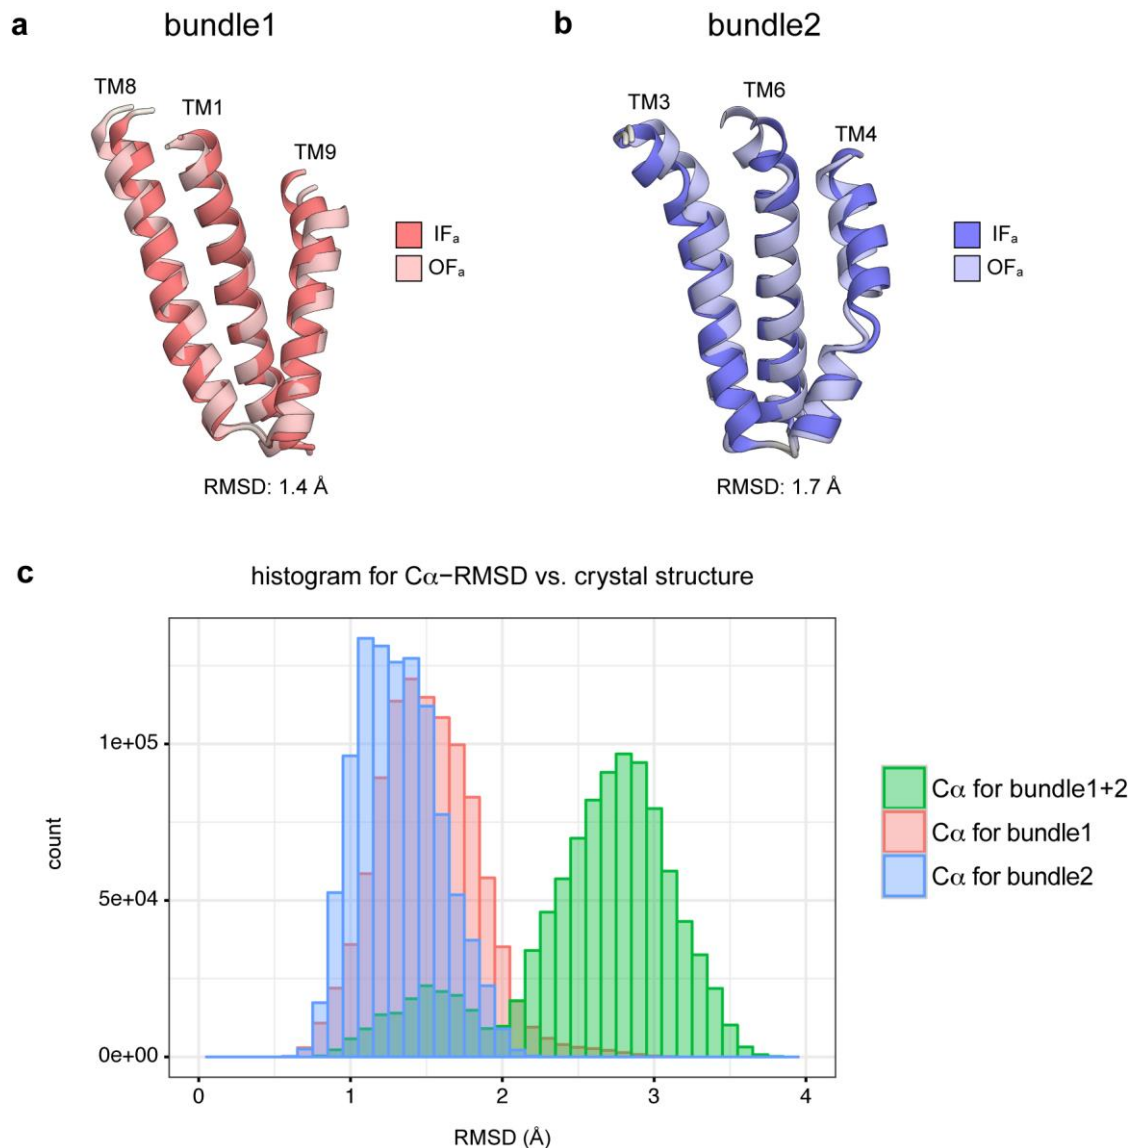 a
bundle1
TM8
TM1
TM9
IFₐ
OFₐ
RMSD: 1.4 Å
b
bundle2
TM3
TM6
TM4
IFₐ
OFₐ
RMSD: 1.7 Å
c
histogram for Cα−RMSD vs. crystal structure
count
1e+05
5e+04
0e+00
0
1
2
3
4
RMSD (Å)
Cα for bundle1+2
Cα for bundle1
Cα for bundle2